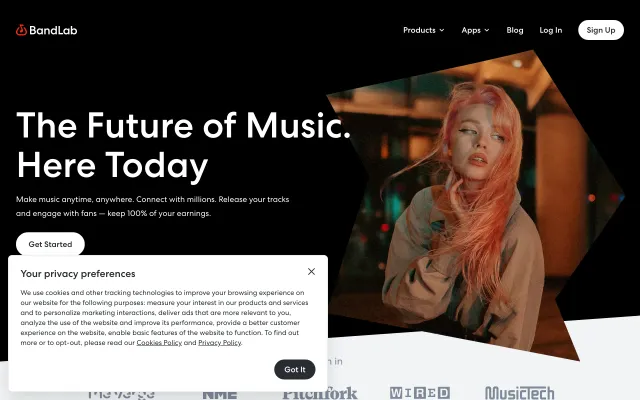 BandLab
Products
Apps
Blog
Log In
Sign Up
The Future of Music.
Here Today
Make music anytime, anywhere. Connect with millions. Release your tracks
and engage with fans — keep 100% of your earnings.
Get Started
Your privacy preferences
We use cookies and other tracking technologies to improve your browsing experience on
our website for the following purposes: measure your interest in our products and services
and to personalize marketing interactions, deliver ads that are more relevant to you,
analyze the use of the website and improve its performance, provide a better customer
experience on the website, enable basic features of the website to function. To find out
more or to opt-out, please read our Cookies Policy and Privacy Policy.
Got It
in
NME
Pitchfork
WIRED
MusicTech